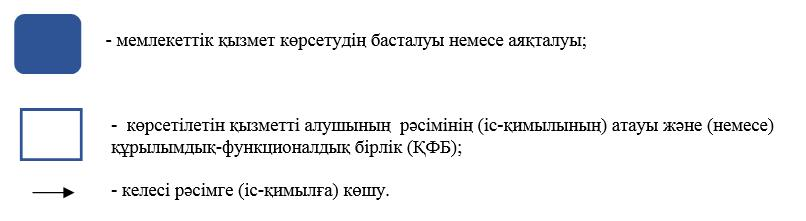 - мемлекеттік қызмет көрсетудің басталуы немесе аяқталуы;
- көрсетілетін қызметті алушының рәсімінің (іс-қимылының) атауы және (немесе)
құрылымдық-функционалдық бірлік (ҚФБ);
- келесі рәсімге (іс-қимылға) көшу.